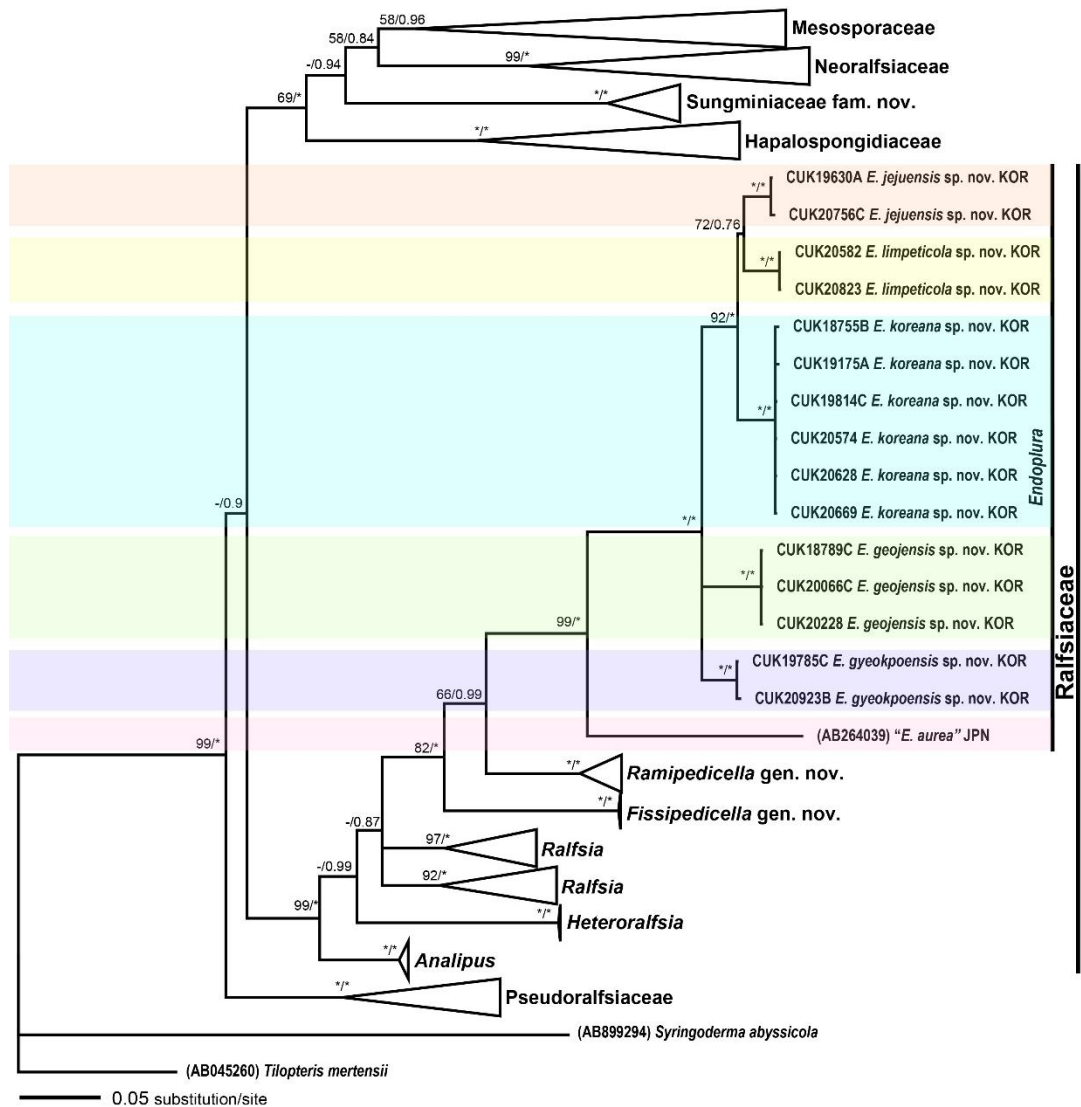 58/0.96
Mesosporaceae
58/0.84
-/0.94
99/*
Neoralfsiaceae
69/*
*/*
Sungminiaceae fam. nov.
*/*
Hapalospongidiaceae
*/*
CUK19630A E. jejuensis sp. nov. KOR
CUK20756C E. jejuensis sp. nov. KOR
72/0.76
CUK20582 E. limpeticola sp. nov. KOR
*/*
CUK20823 E. limpeticola sp. nov. KOR
92/*
CUK18755B E. koreana sp. nov. KOR
CUK19175A E. koreana sp. nov. KOR
CUK19814C E. koreana sp. nov. KOR
*/*
CUK20574 E. koreana sp. nov. KOR
CUK20628 E. koreana sp. nov. KOR
CUK20669 E. koreana sp. nov. KOR
Endoplura
-/0.9
*/*
CUK18789C E. geojensis sp. nov. KOR
*/*
CUK20066C E. geojensis sp. nov. KOR
CUK20228 E. geojensis sp. nov. KOR
99/*
Ralfsiaceae
CUK19785C E. gyeokpoensis sp. nov. KOR
*/*
CUK20923B E. gyeokpoensis sp. nov. KOR
66/0.99
(AB264039) “E. aurea” JPN
99/*
82/*
*/*
Ramipedicella gen. nov.
*/*
Fissipedicella gen. nov.
-/0.87
97/*
Ralfsia
-/0.99
92/*
Ralfsia
99/*
*/*
Heteroralfsia
*/*
Analipus
*/*
Pseudoralfsiaceae
(AB899294) Syringoderma abyssicola
(AB045260) Tilopteris mertensii
0.05 substitution/site